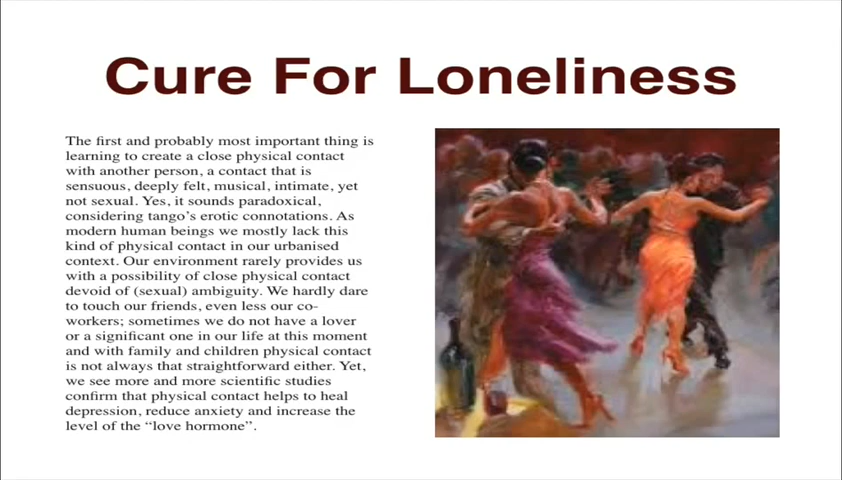 Cure For Loneliness
The first and probably most important thing is
learning to create a close physical contact
with another person, a contact that is
sensuous, deeply felt, musical, intimate, yet
not sexual. Yes, it sounds paradoxical,
considering tango's erotic connotations. As
modern human beings we mostly lack this
kind of physical contact in our urbanised
context. Our environment rarely provides us
with a possibility of close physical contact
devoid of (sexual) ambiguity. We hardly dare
to touch our friends, even less our co-
workers; sometimes we do not have a lover
or a significant one in our life at this moment
and with family and children physical contact
is not always that straightforward either. Yet,
we see more and more scientific studies
confirm that physical contact helps to heal
depression, reduce anxiety and increase the
level of the “love hormone”.